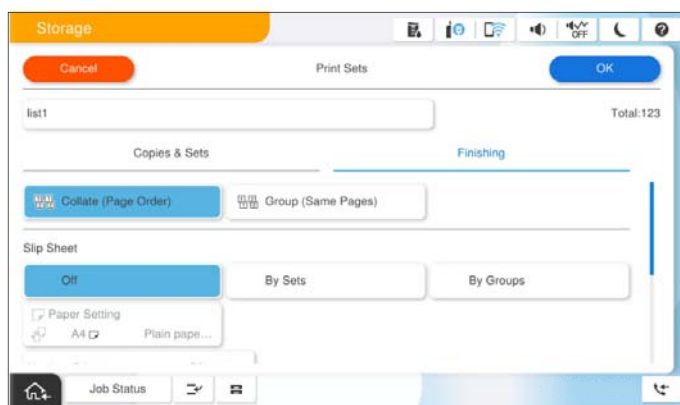 Storage
OFF
Cancel
Print Sets
OK
list1
Total:123
Copies & Sets
Finishing
Collate (Page Order)
Group (Same Pages)
Slip Sheet
Off
By Sets
By Groups
Paper Setting
A4
Plain pape...
Job Status